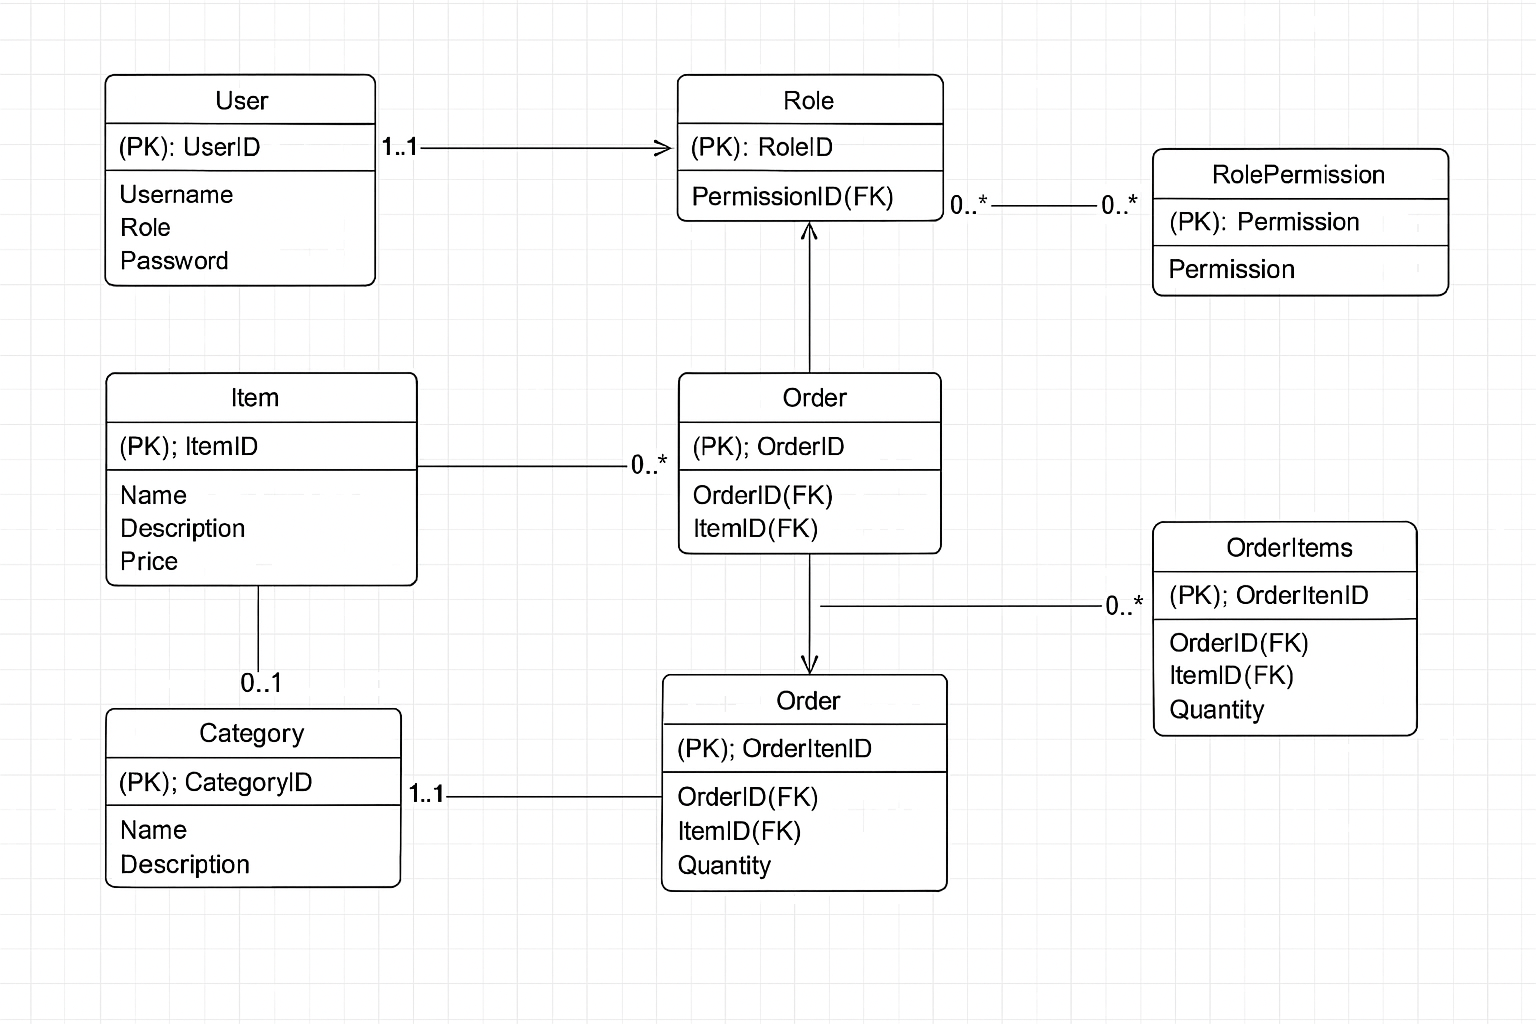 User
(PK): UserID
Username
Role
Password
1..1
Role
(PK): RoleID
PermissionID(FK)
0..*
0..*
RolePermission
(PK): Permission
Permission
Item
(PK); ItemID
Name
Description
Price
0..*
Order
(PK); OrderID
OrderID(FK)
ItemID(FK)
0..*
OrderItems
(PK); OrderItenID
OrderID(FK)
ItemID(FK)
Quantity
0..1
Category
(PK); CategoryID
Name
Description
1..1
Order
(PK); OrderItenID
OrderID(FK)
ItemID(FK)
Quantity